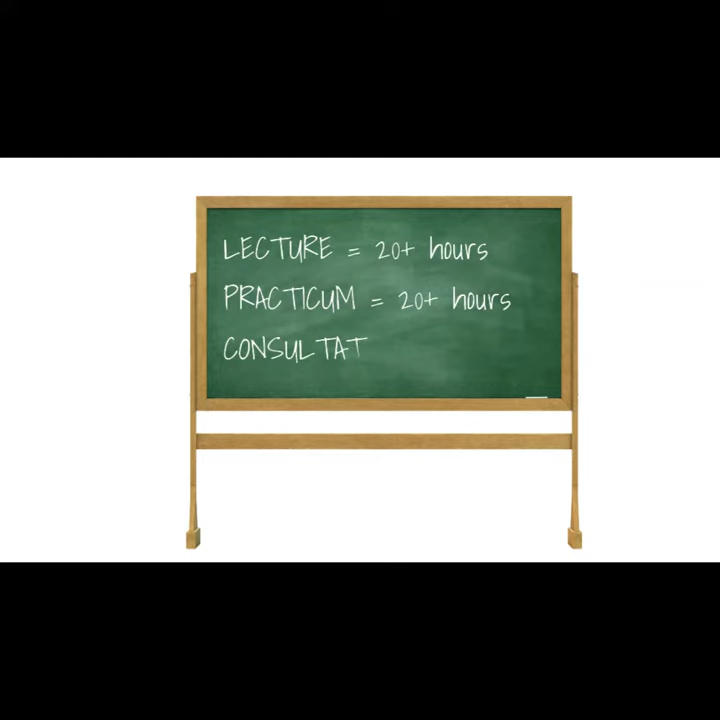 LECTURE = 20+ hours
PRACTICUM = 20+ hours
CONSULTAT